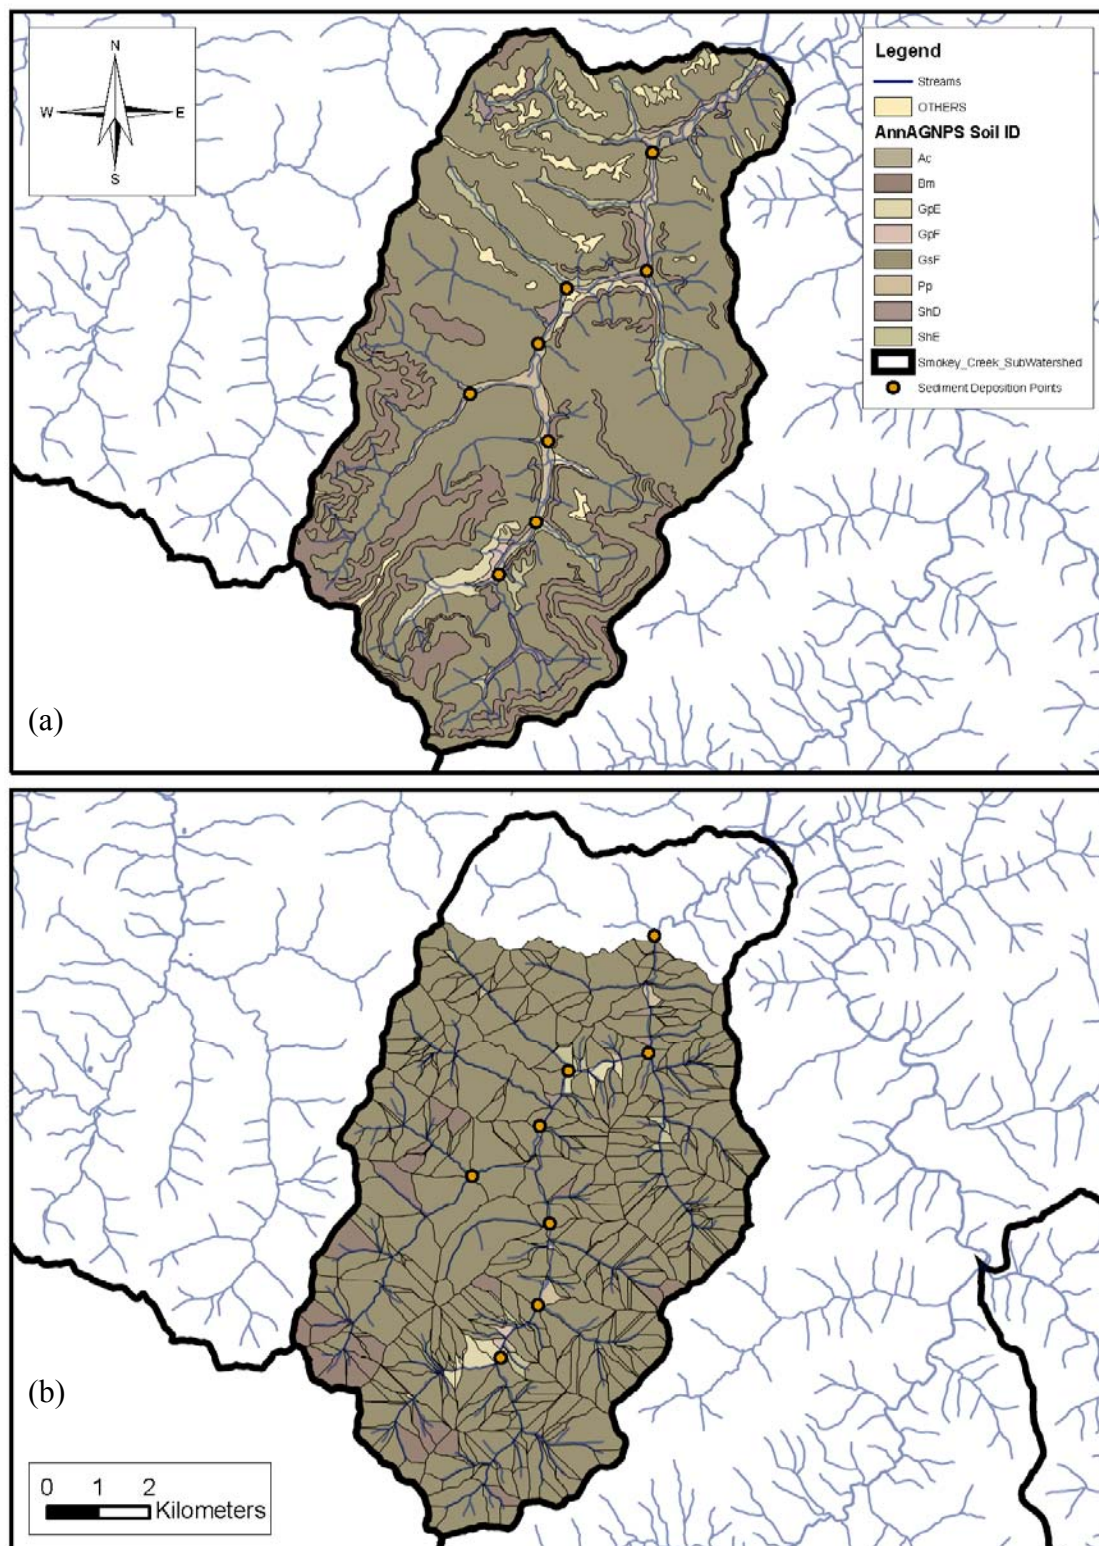 N
W E
S
Legend
Streams
OTHERS
AnnAGNPS Soil ID
Ac
Bm
GpE
GpF
GsF
Pp
ShD
ShE
Smokey_Creek_SubWatershed
Sediment Deposition Points
(a)
(b)
0 1 2
Kilometers